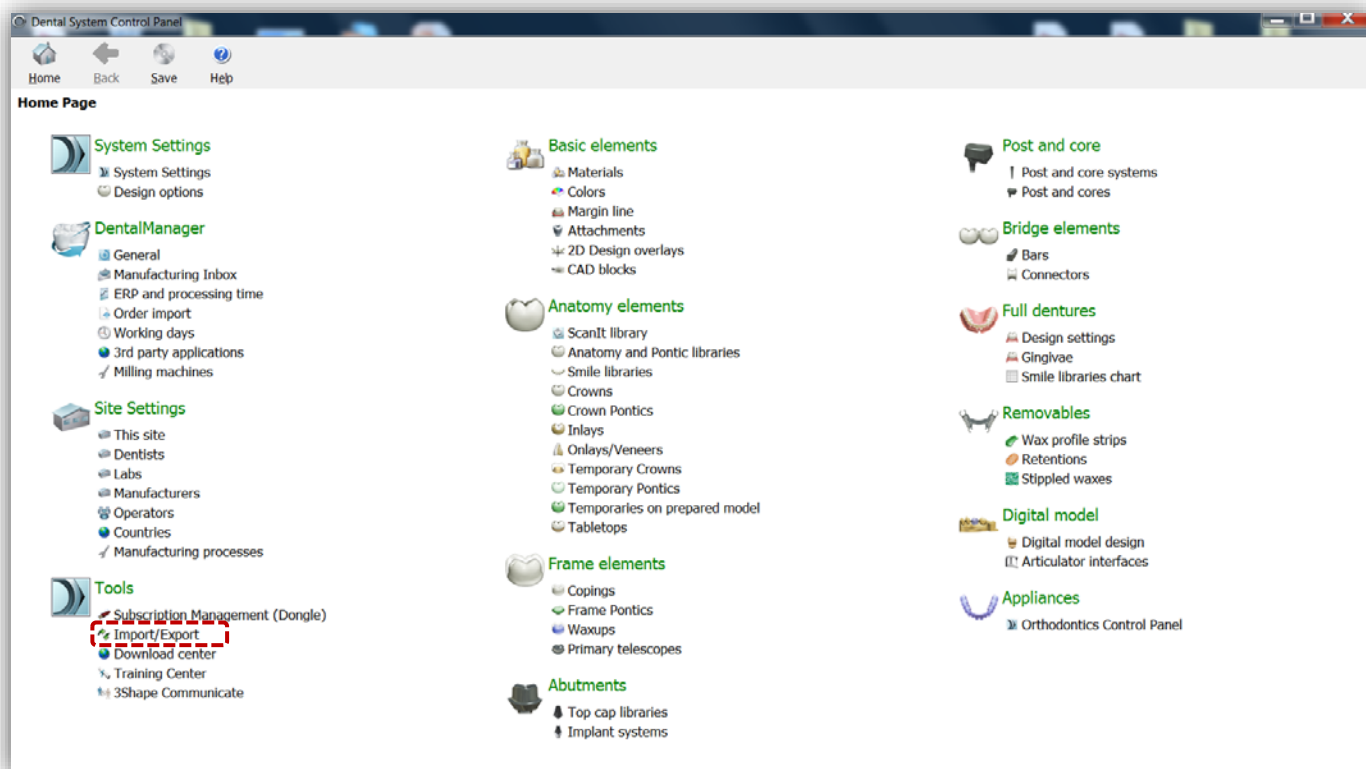 Dental System Control Panel
Home
Back
Save
Help
Home Page
System Settings
System Settings
Design options
DentalManager
General
Manufacturing Inbox
ERP and processing time
Order import
Working days
3rd party applications
Milling machines
Site Settings
This site
Dentists
Labs
Manufacturers
Operators
Countries
Manufacturing processes
Tools
Subscription Management (Dongle)
Import/Export
Download center
Training Center
3Shape Communicate
Basic elements
Materials
Colors
Margin line
Attachments
2D Design overlays
CAD blocks
Anatomy elements
ScanIt library
Anatomy and Pontic libraries
Smile libraries
Crowns
Crown Pontics
Inlays
Onlays/Veneers
Temporary Crowns
Temporary Pontics
Temporaries on prepared model
Tabletops
Frame elements
Copings
Frame Pontics
Waxups
Primary telescopes
Abutments
Top cap libraries
Implant systems
Post and core
Post and core systems
Post and cores
Bridge elements
Bars
Connectors
Full dentures
Design settings
Gingivae
Smile libraries chart
Removables
Wax profile strips
Retentions
Stippled waxes
Digital model
Digital model design
Articulator interfaces
Appliances
Orthodontics Control Panel